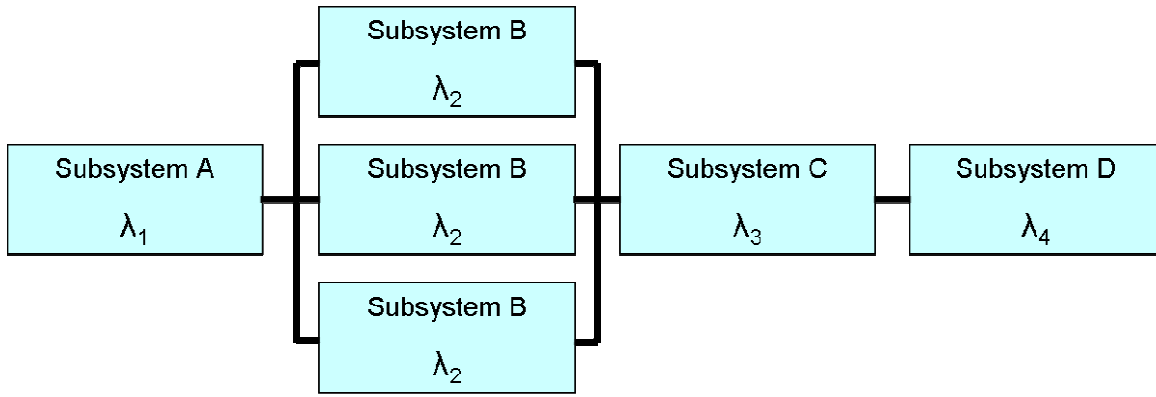 Subsystem B
λ2
Subsystem A
λ1
Subsystem B
λ2
Subsystem C
λ3
Subsystem D
λ4
Subsystem B
λ2